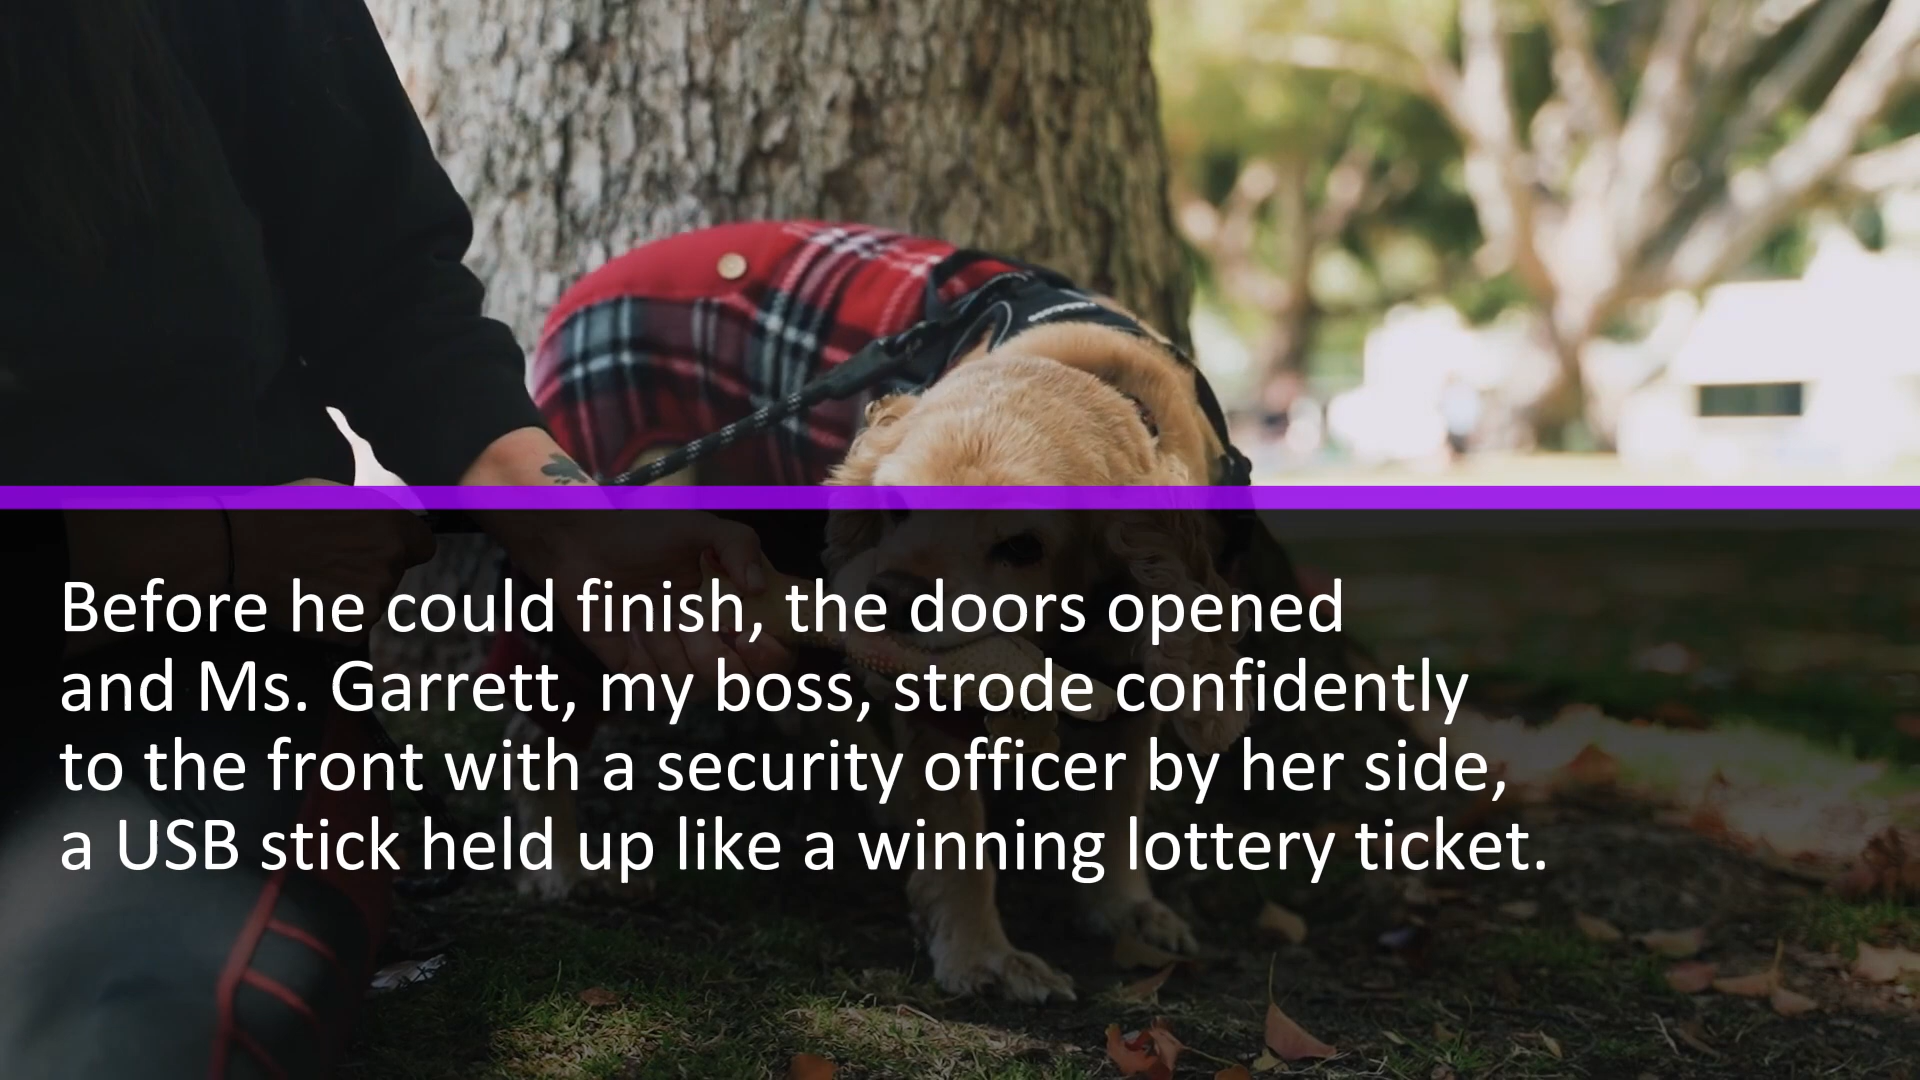 Before he could finish, the doors opened
and Ms. Garrett, my boss, strode confidently
to the front with a security officer by her side,
a USB stick held up like a winning lottery ticket.